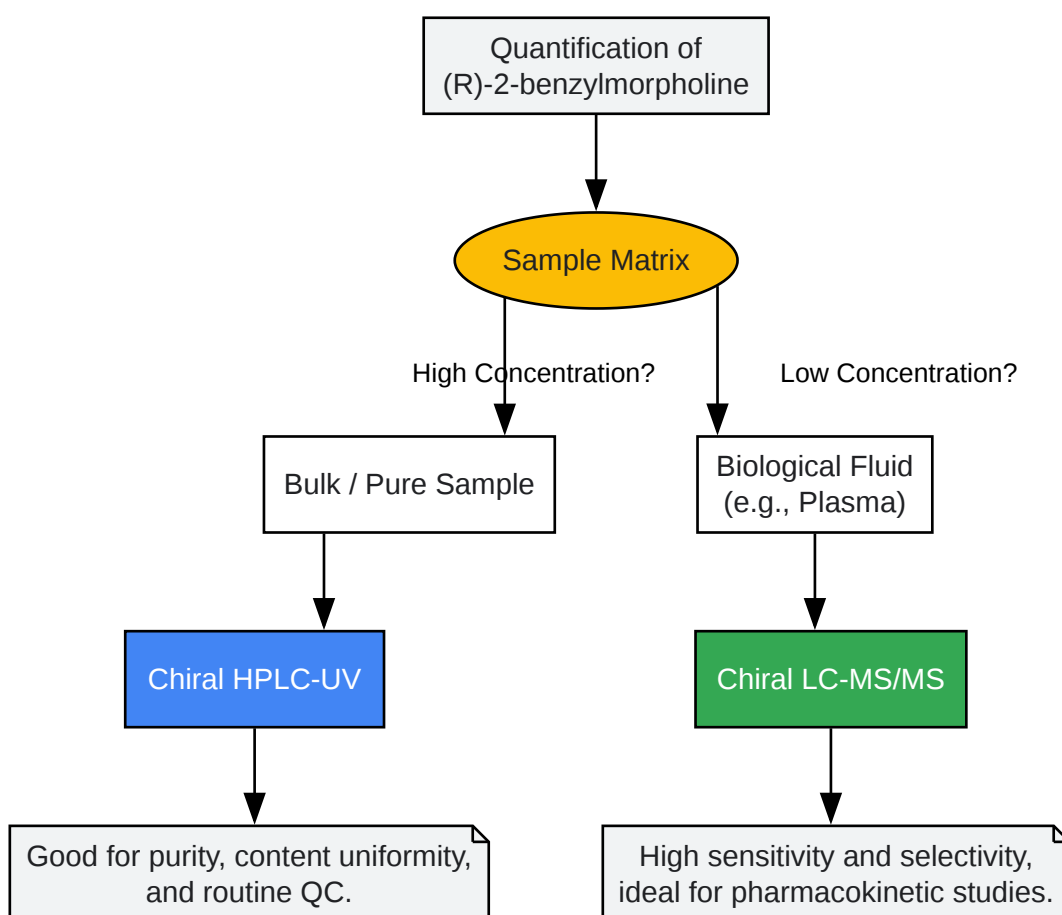 Quantification of
(R)-2-benzylmorpholine
Sample Matrix
High Concentration?
Low Concentration?
Bulk / Pure Sample
Biological Fluid
(e.g., Plasma)
Chiral HPLC-UV
Chiral LC-MS/MS
Good for purity, content uniformity,
and routine QC.
High sensitivity and selectivity,
ideal for pharmacokinetic studies.